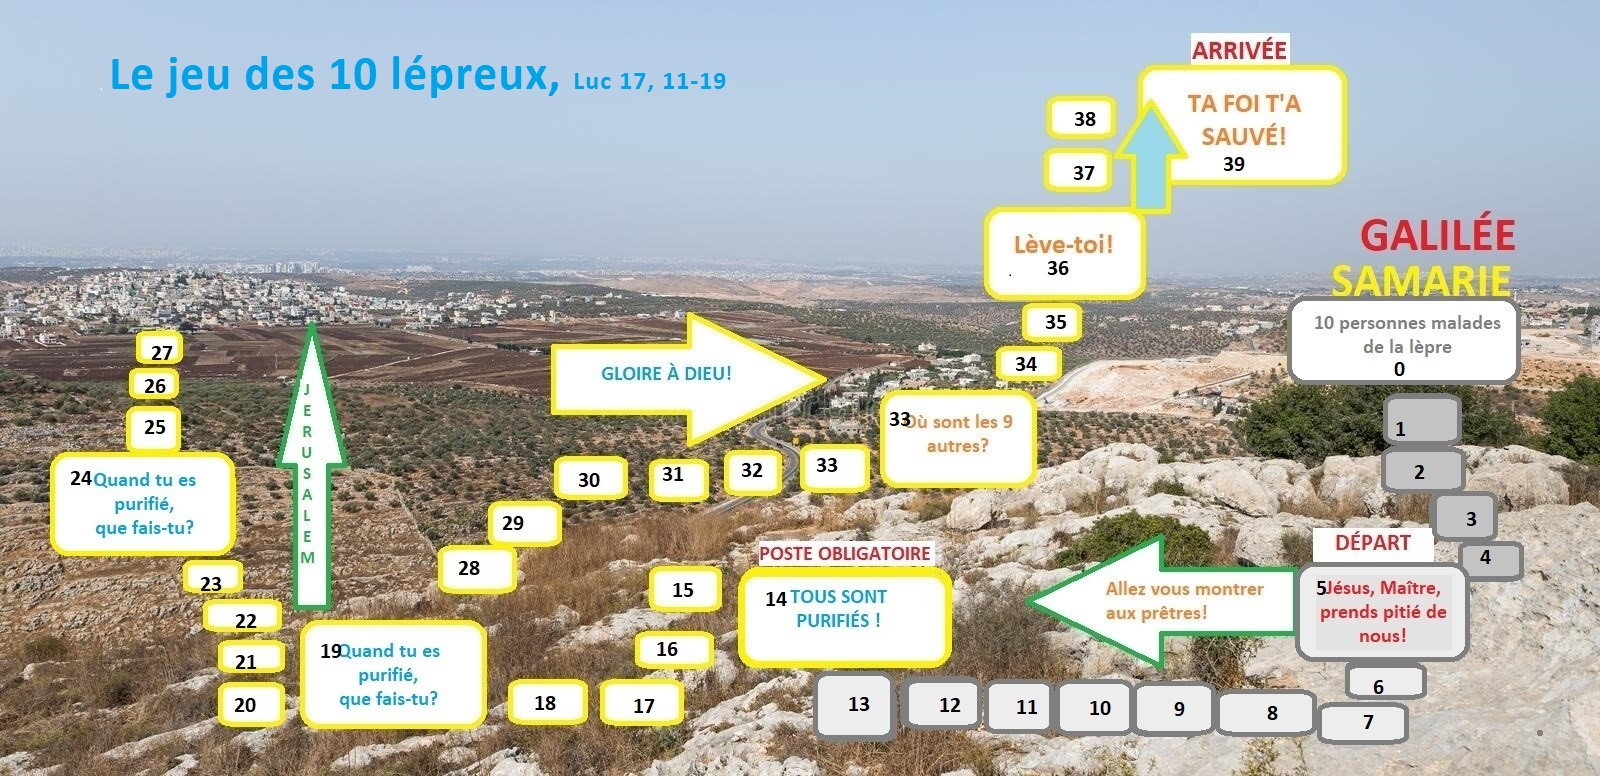 Le jeu des 10 lépreux, Luc 17, 11-19
ARRIVÉE
TA FOI T'A
SAUVÉ!
39
38
37
Lève-toi!
36
35
34
GALILÉE
SAMARIE
10 personnes malades
de la lèpre
0
1
2
3
4
DÉPART
5Jésus, Maître,
prends pitié de
nous!
Allez vous montrer
aux prêtres!
6
7
8
9
10
11
12
13
POSTE OBLIGATOIRE
14 TOUS SONT
PURIFIÉS !
15
16
17
18
19Quand tu es
purifié,
que fais-tu?
20
21
22
23
24Quand tu es
purifié,
que fais-tu?
25
26
27
JERUSALEM
28
29
30
31
32
33
GLOIRE À DIEU!
33Où sont les 9
autres?